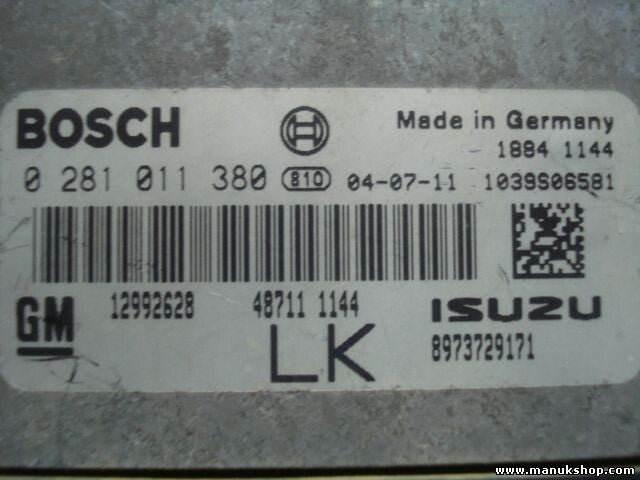 BOSCH
Made in Germany
1884 1144
0 281 011 380 810 04-07-11 1039S06581
GM 12992628 48711 1144 ISUZU
LK 8973729171
www.manukshop.com